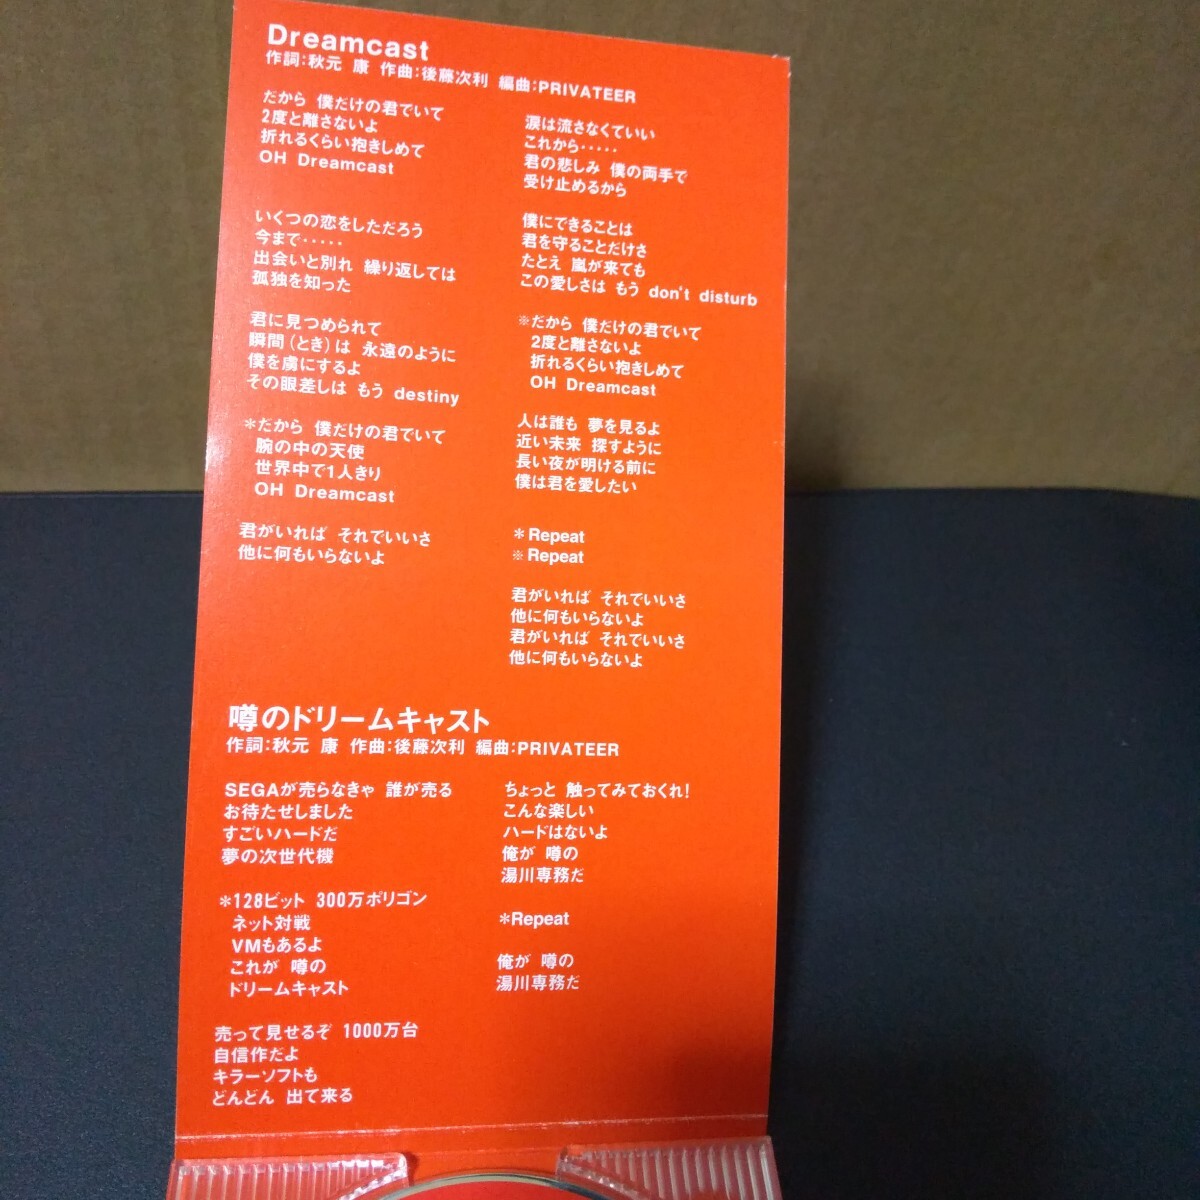 Dreamcast
作詞:秋元 康 作曲:後藤次利 編曲:PRIVATEER
だから 僕だけの君でいて
2度と離さないよ
折れるくらい抱きしめて
OH Dreamcast
いくつの恋をしただろう
今まで‥‥‥
出会いと別れ 繰り返しては
孤独を知った
君に見つめられて
瞬間(とき)は 永遠のように
僕を虜にするよ
その眼差しは もう destiny
*だから 僕だけの君でいて
腕の中の天使
世界中で1人きり
OH Dreamcast
君がいれば それでいいさ
他に何もいらないよ
涙は流さなくていい
これから‥‥‥
君の悲しみ 僕の両手で
受け止めるから
僕にできることは
君を守ることだけさ
たとえ 嵐が来ても
この愛しさは もう don't disturb
※だから 僕だけの君でいて
2度と離さないよ
折れるくらい抱きしめて
OH Dreamcast
人は誰も 夢を見るよ
近い未来 探すように
長い夜が明ける前に
僕は君を愛したい
*Repeat
※Repeat
君がいれば それでいいさ
他に何もいらないよ
君がいれば それでいいさ
他に何もいらないよ
噂のドリームキャスト
作詞:秋元 康 作曲:後藤次利 編曲:PRIVATEER
SEGAが売らなきゃ 誰が売る
お待たせしました
すごいハードだ
夢の次世代機
*128ビット 300万ポリゴン
ネット対戦
VMもあるよ
これが 噂の
ドリームキャスト
売って見せるぞ 1000万台
自信作だよ
キラーソフトも
どんどん 出て来る
ちょっと 触ってみておくれ!
こんな楽しい
ハードはないよ
俺が 噂の
湯川専務だ
*Repeat
俺が 噂の
湯川専務だ